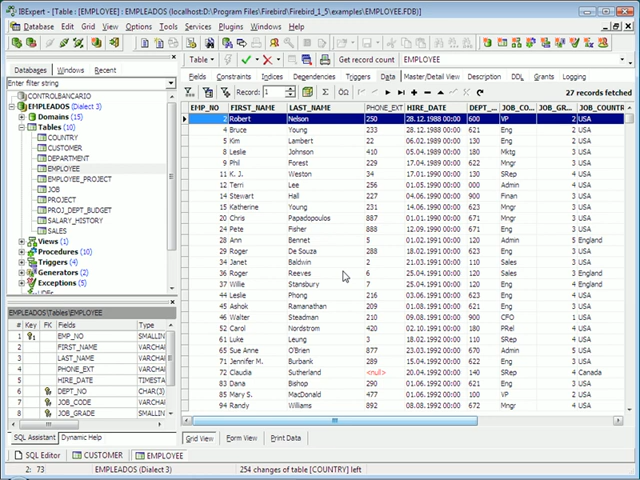 IBExpert - [Table : [EMPLOYEE] : EMPLEADOS (localhost:D:\Program Files\Firebird\Firebird_1_5\examples\EMPLOYEE.FDB)]
Database Edit Grid View Options Tools Services Plugins Windows Help
Table Get record count EMPLOYEE
Databases Windows Recent
Fields Constraints Indices Dependencies Triggers Data Master/Detail View Description DDL Grants Logging
Enter filter string
Record: 1 27 records fetched
CONTROLBANCARIO
EMPLEADOS (Dialect 3)
Domains (15)
Tables (10)
COUNTRY
CUSTOMER
DEPARTMENT
EMPLOYEE
EMPLOYEE_PROJECT
JOB
PROJECT
PROJ_DEPT_BUDGET
SALARY_HISTORY
SALES
Views (1)
Procedures (10)
Triggers (4)
Generators (2)
Exceptions (5)
EMP_NO FIRST_NAME LAST_NAME PHONE_EXT HIRE_DATE DEPT_... JOB_CO... JOB_GR... JOB_COUNTR
2 Robert Nelson 250 28.12.1988 00:00 600 VP 2 USA
4 Bruce Young 233 28.12.1988 00:00 621 Eng 2 USA
5 Kim Lambert 22 06.02.1989 00:00 130 Eng 2 USA
8 Leslie Johnson 410 05.04.1989 00:00 180 Mktg 3 USA
9 Phil Forest 229 17.04.1989 00:00 622 Mngr 3 USA
11 K. J. Weston 34 17.01.1990 00:00 130 SRep 4 USA
12 Terri Lee 256 01.05.1990 00:00 000 Admin 4 USA
14 Stewart Hall 227 04.06.1990 00:00 900 Finan 3 USA
15 Katherine Young 231 14.06.1990 00:00 623 Mngr 3 USA
20 Chris Papadopoulos 887 01.01.1990 00:00 671 Mngr 3 USA
24 Pete Fisher 888 12.09.1990 00:00 671 Eng 3 USA
28 Ann Bennet 5 01.02.1991 00:00 120 Admin 5 England
29 Roger De Souza 288 18.02.1991 00:00 623 Eng 3 USA
34 Janet Baldwin 2 21.03.1991 00:00 110 Sales 3 USA
36 Roger Reeves 6 25.04.1991 00:00 120 Sales 3 England
37 Willie Stansbury 7 25.04.1991 00:00 120 Eng 4 England
44 Leslie Phong 216 03.06.1991 00:00 623 Eng 4 USA
45 Ashok Ramanathan 209 01.08.1991 00:00 621 Eng 3 USA
46 Walter Steadman 210 09.08.1991 00:00 900 CFO 1 USA
52 Carol Nordstrom 420 02.10.1991 00:00 180 PRel 4 USA
61 Luke Leung 3 18.02.1992 00:00 110 SRep 4 USA
65 Sue Anne O'Brien 877 23.03.1992 00:00 670 Admin 5 USA
71 Jennifer M. Burbank 289 15.04.1992 00:00 622 Eng 3 USA
72 Claudia Sutherland <null> 20.04.1992 00:00 140 SRep 4 Canada
83 Dana Bishop 290 01.06.1992 00:00 621 Eng 3 USA
85 Mary S. MacDonald 477 01.06.1992 00:00 100 VP 2 USA
94 Randy Williams 892 08.08.1992 00:00 672 Mngr 4 USA
EMPLEADOS\Tables\EMPLOYEE
# Key FK Fields Type
1 EMP_NO SMALLIN
2 FIRST_NAME VARCHAR
3 LAST_NAME VARCHAR
4 PHONE_EXT VARCHAR
5 HIRE_DATE TIMESTA
6 DEPT_NO CHAR(3)
7 JOB_CODE VARCHAR
8 JOB_GRADE SMALLIN
SQL Assistant Dynamic Help
Grid View Form View Print Data
SQL Editor CUSTOMER EMPLOYEE
2: 73 EMPLEADOS (Dialect 3) 254 changes of table [COUNTRY] left